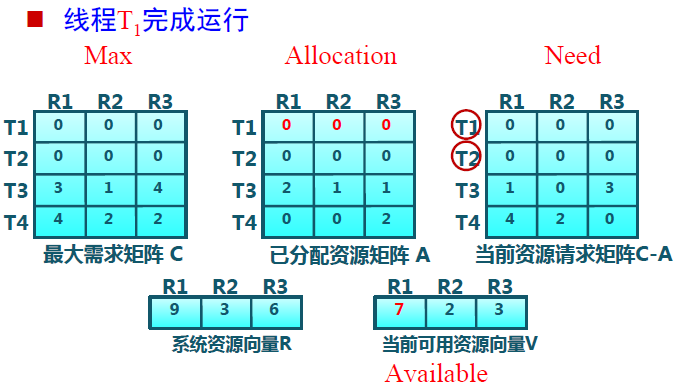 ■ 线程T1完成运行
Max Allocation Need
R1 R2 R3 R1 R2 R3 R1 R2 R3
T1 0 0 0 T1 0 0 0 T1 0 0 0
T2 0 0 0 T2 0 0 0 T2 0 0 0
T3 3 1 4 T3 2 1 1 T3 1 0 3
T4 4 2 2 T4 0 0 2 T4 4 2 0
最大需求矩阵 C 已分配资源矩阵 A 当前资源请求矩阵C-A
R1 R2 R3 R1 R2 R3
9 3 6 7 2 3
系统资源向量R 当前可用资源向量V
Available